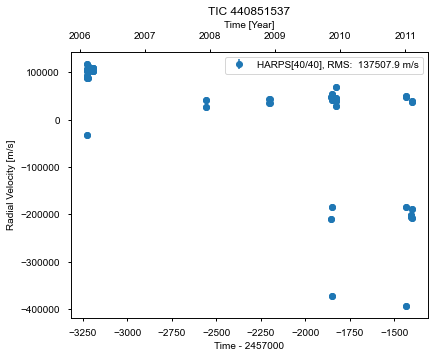 TIC 440851537
Time [Year]
2006 2007 2008 2009 2010 2011
HARPS[40/40], RMS: 137507.9 m/s
100000
0
−100000
−200000
−300000
−400000
Radial Velocity [m/s]
−3250 −3000 −2750 −2500 −2250 −2000 −1750 −1500
Time - 2457000